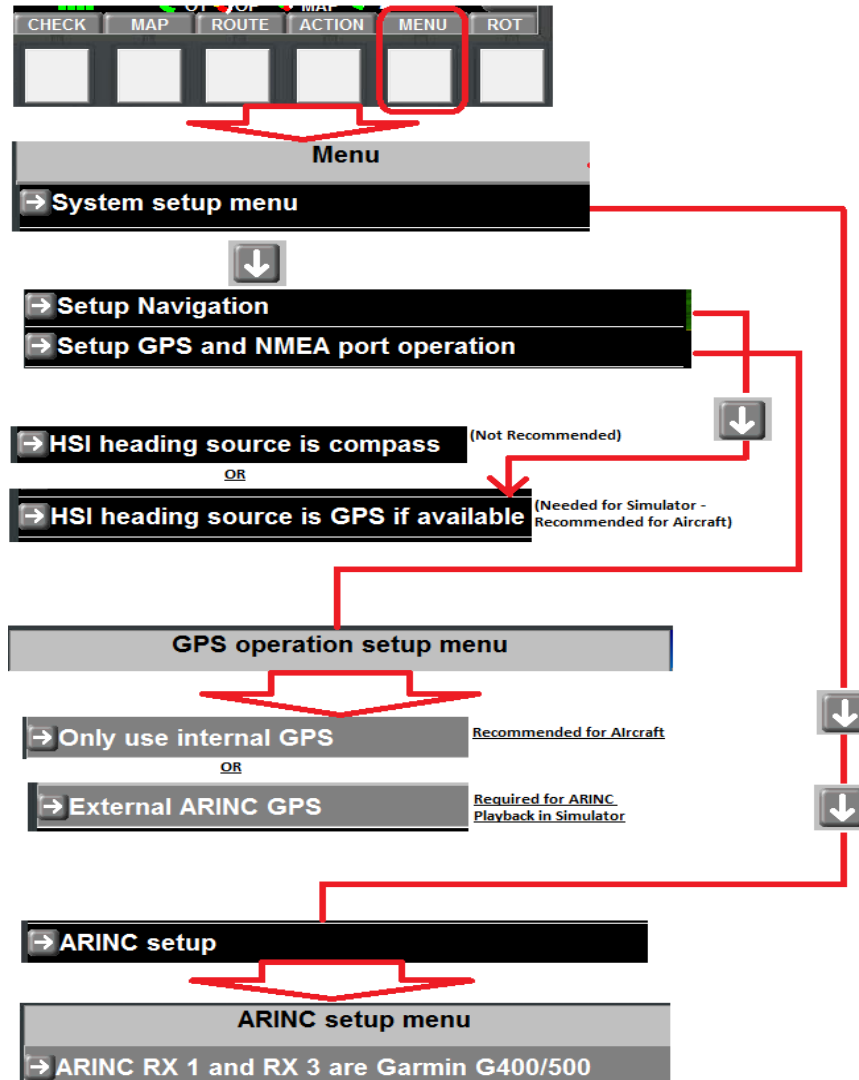 CHECK MAP ROUTE ACTION MENU ROT
Menu
System setup menu
Setup Navigation
Setup GPS and NMEA port operation
HSI heading source is compass (Not Recommended)
OR
HSI heading source is GPS if available (Needed for Simulator -
Recommended for Aircraft)
GPS operation setup menu
Only use internal GPS Recommended for AIrcraft
OR
External ARINC GPS Required for ARINC
Playback in Simulator
ARINC setup
ARINC setup menu
ARINC RX 1 and RX 3 are Garmin G400/500